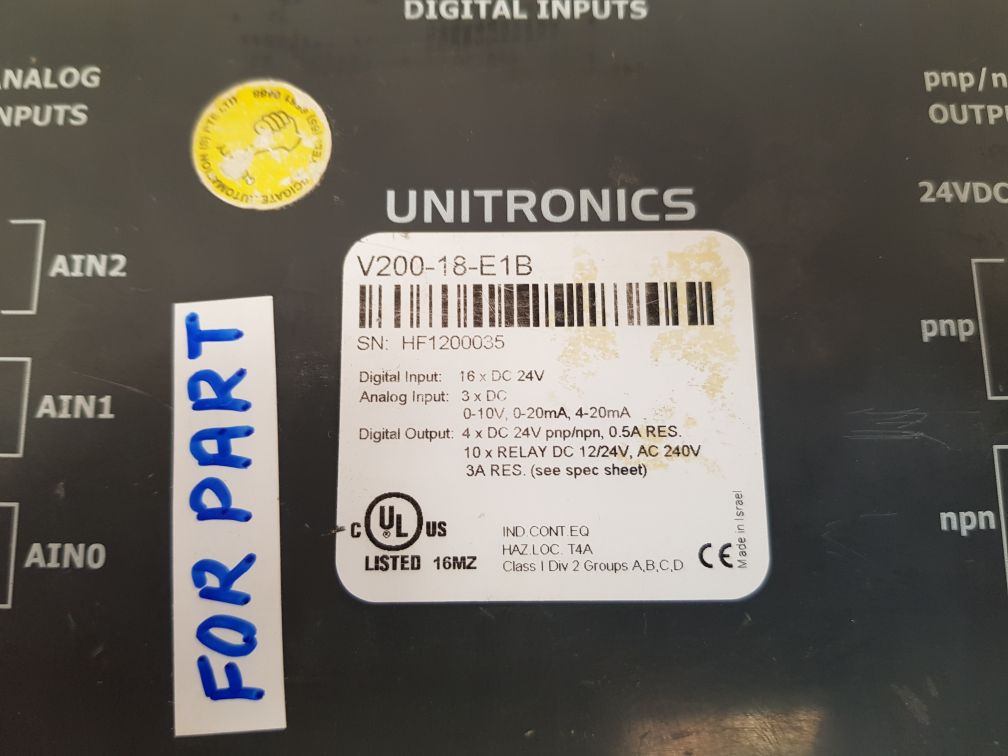 DIGITAL INPUTS
ANALOG
INPUTS
pnp/n
OUTPU
24VDC
UNITRONICS
V200-18-E1B
SN: HF1200035
Digital Input: 16 x DC 24V
Analog Input: 3 x DC
0-10V, 0-20mA, 4-20mA
Digital Output: 4 x DC 24V pnp/npn, 0.5A RES.
10 x RELAY DC 12/24V, AC 240V
3A RES. (see spec sheet)
C UL ® US
LISTED 16MZ
IND.CONT.EQ
HAZ.LOC. T4A
Class I Div 2 Groups A,B,C,D
CE
Made in Israel
AIN2
AIN1
AIN0
pnp
npn
FOR PART